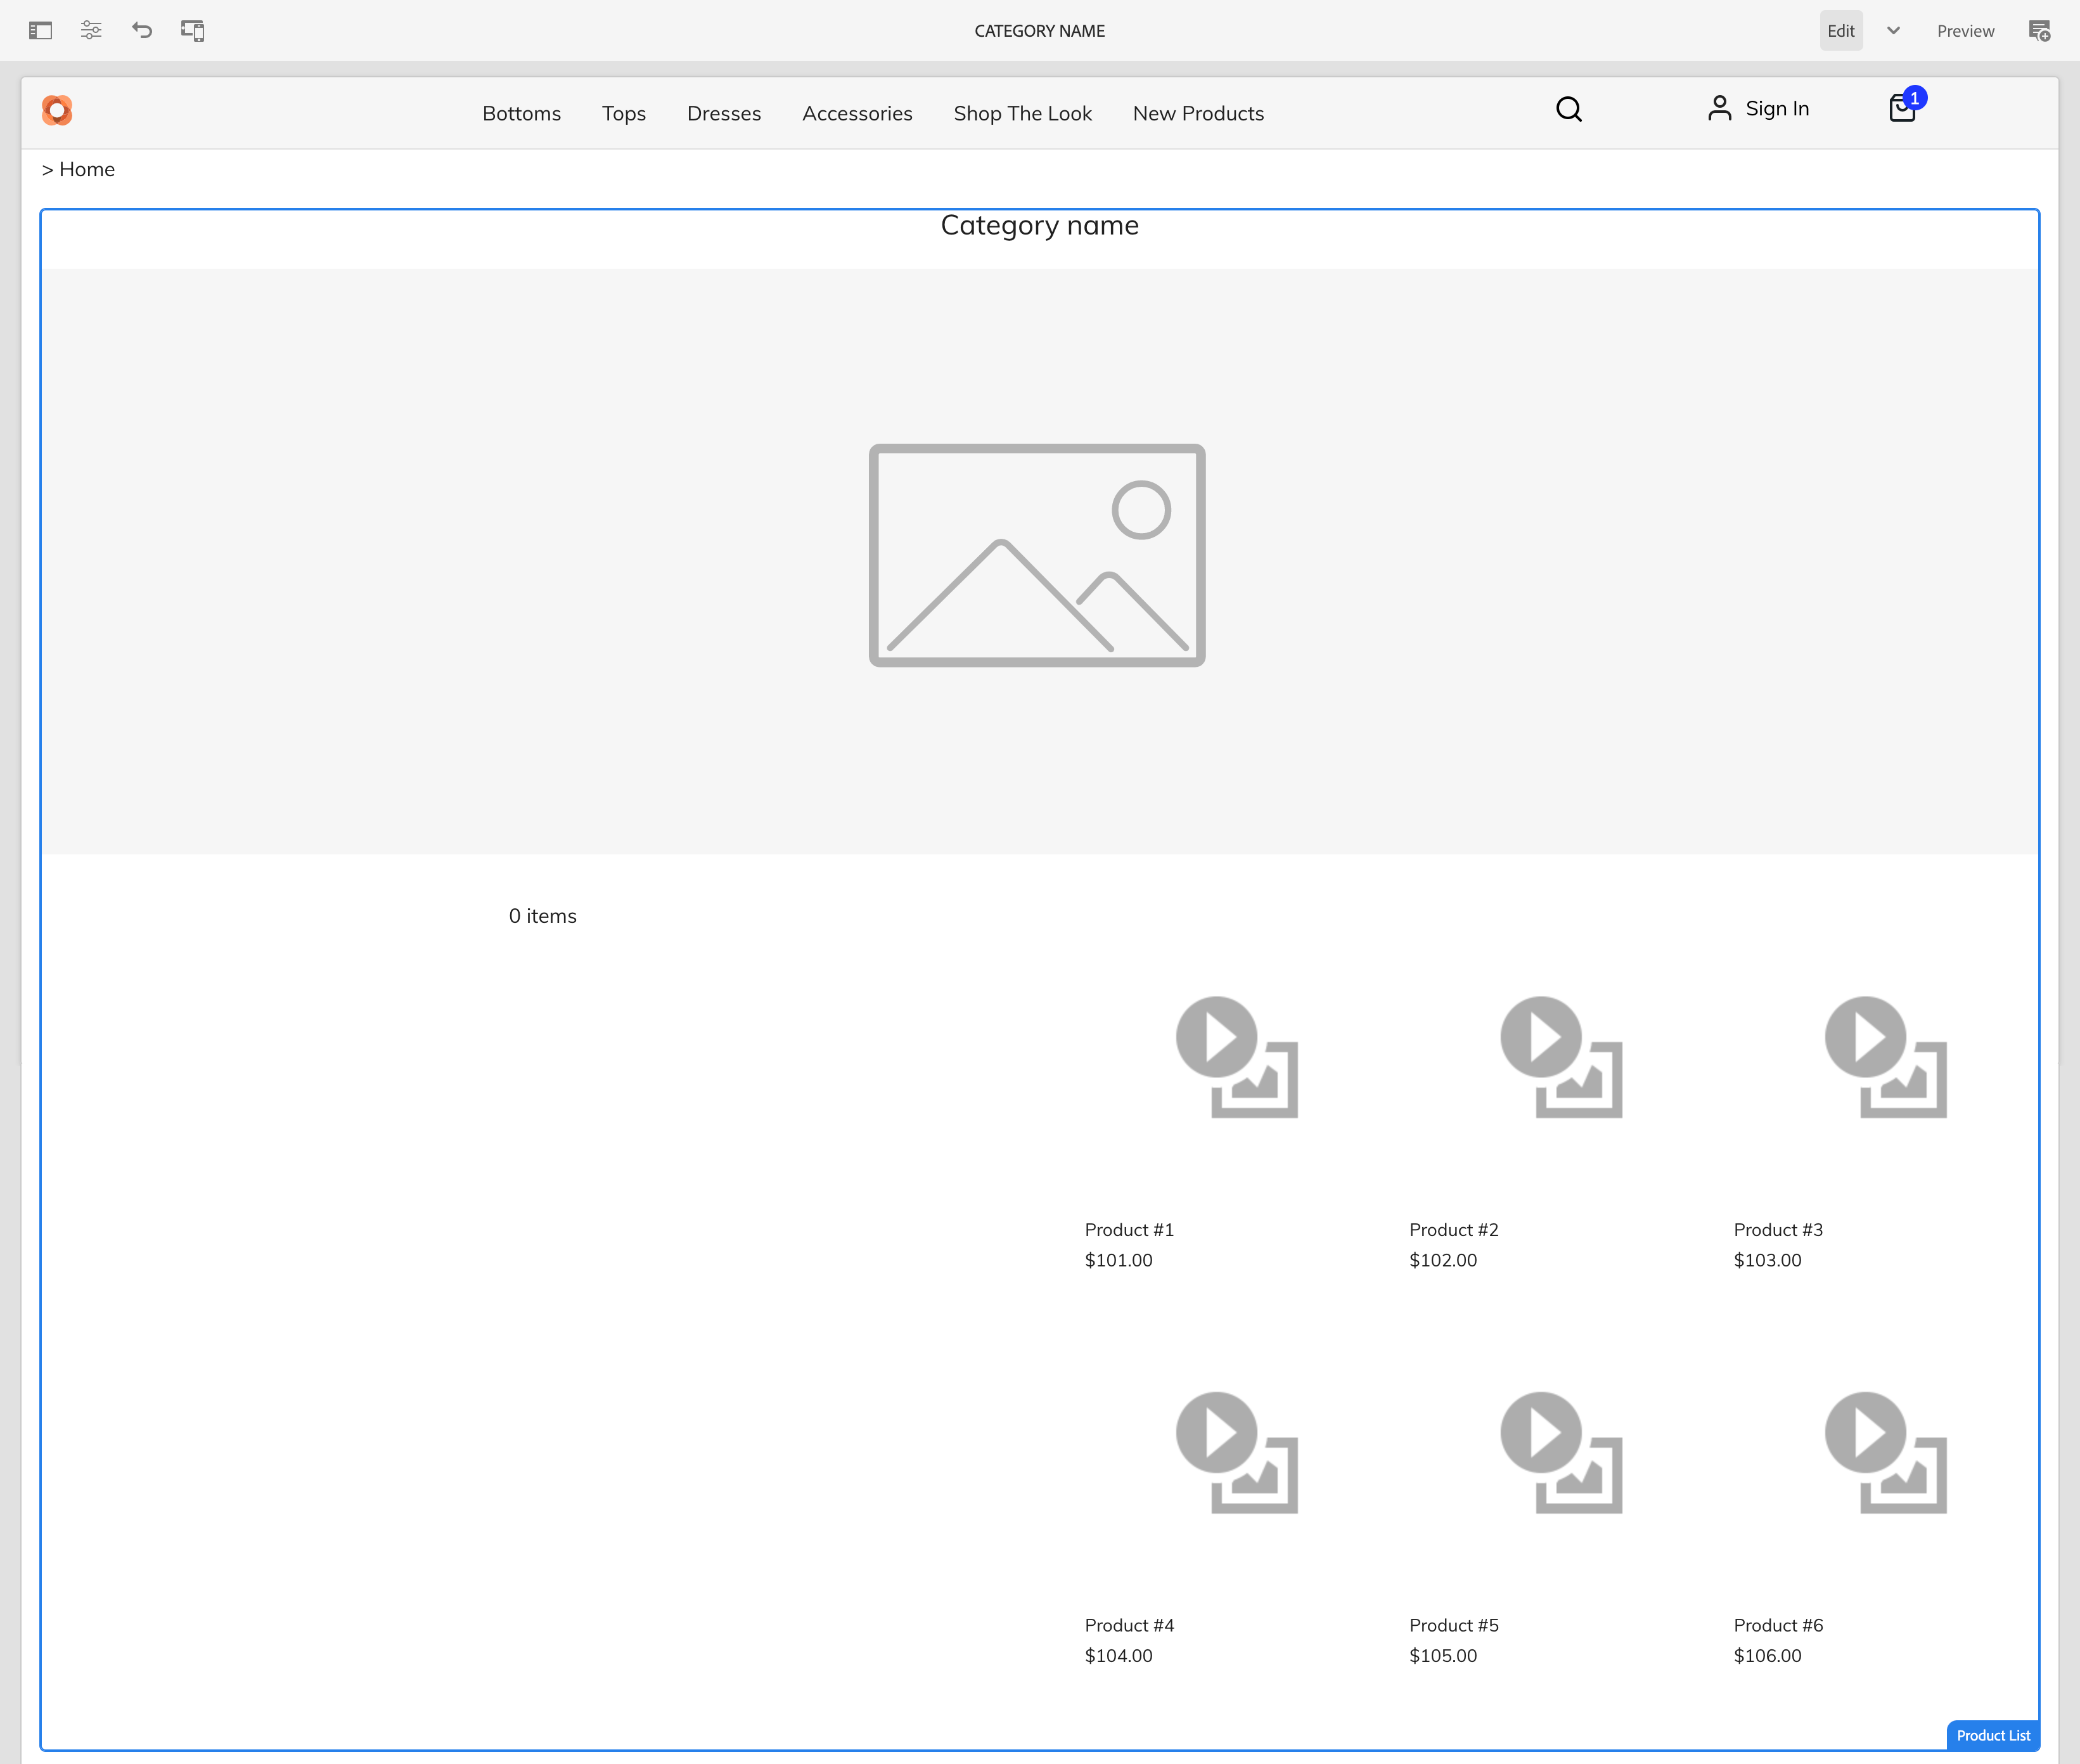 CATEGORY NAME
Edit
Preview
Bottoms Tops Dresses Accessories Shop The Look New Products
Sign In
1
> Home
Category name
0 items
Product #1
$101.00
Product #2
$102.00
Product #3
$103.00
Product #4
$104.00
Product #5
$105.00
Product #6
$106.00
Product List